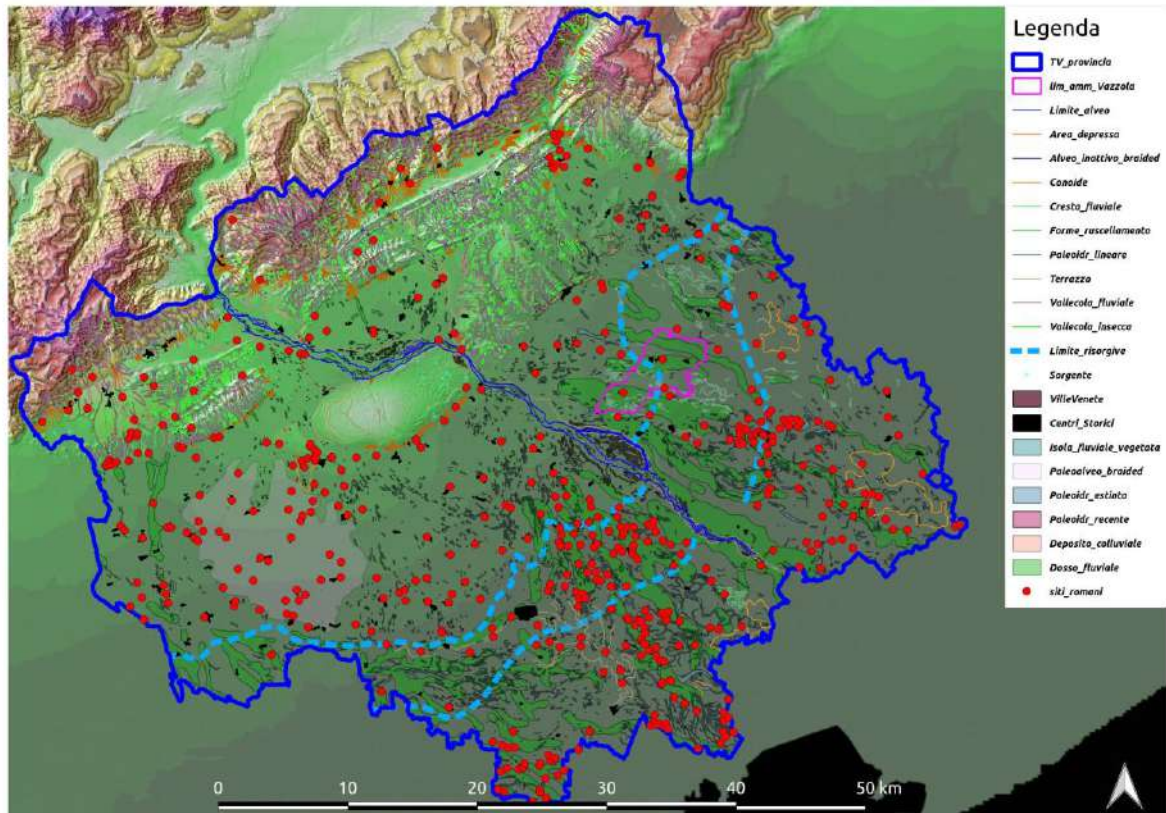 Legenda
TV_provincia
lim_amm_Vazzola
Limite_alveo
Area_depressa
Alveo_inattivo_braided
Conoide
Cresta_fluviale
Forme_ruscellamento
Paleoidr_lineare
Terrazzo
Vallecola_fluviale
Vallecola_insecca
Limite_risorgive
Sorgente
VilleVenete
Centri_Storici
Isola_fluviale_vegetata
Paleoalveo_braided
Paleoidr_estinto
Paleoidr_recente
Deposito_colluviale
Dosso_fluviale
siti_romani
0 10 20 30 40 50 km